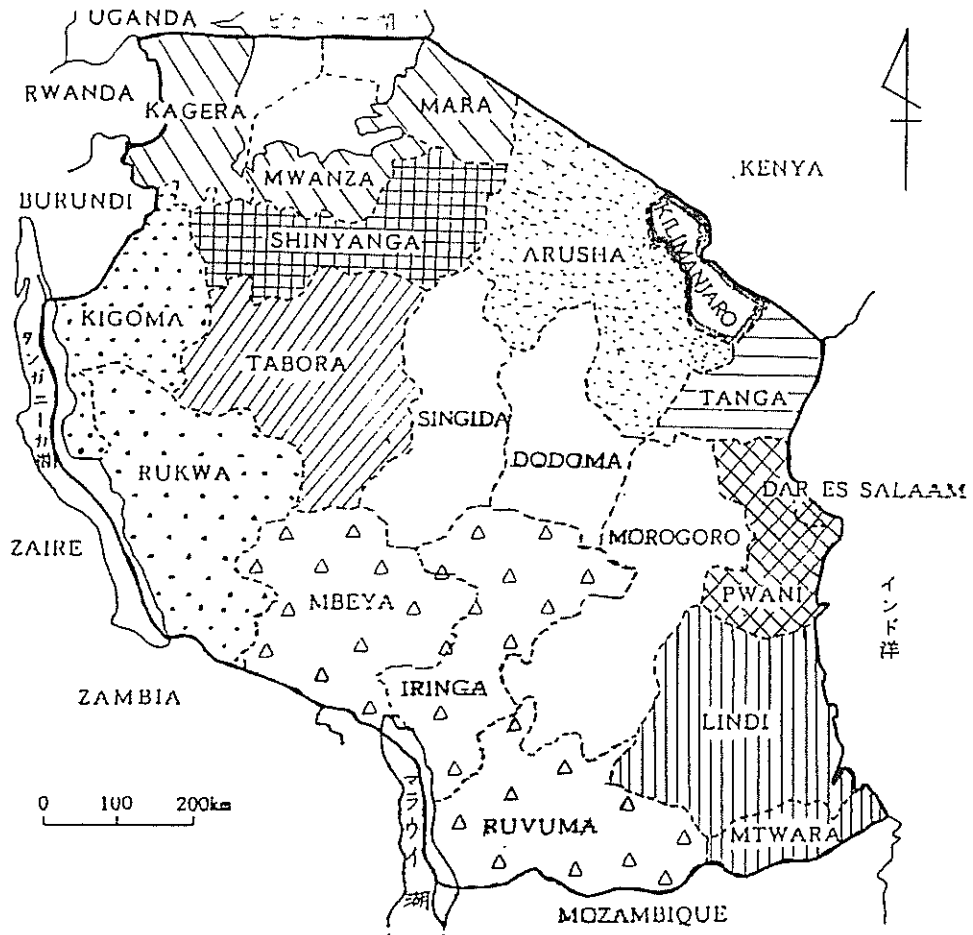 UGANDA
RWANDA
KAGERA
MARA
KENYA
BURUNDI
MWANZA
SHINYANGA
ARUSHA
KILIMANJARO
KIGOMA
タンガニーカ湖
TABORA
SINGIDA
TANGA
DODOMA
RUKWA
DAR ES SALAAM
ZAIRE
MOROGORO
MBEYA
PWANI
インド洋
ZAMBIA
IRINGA
LINDI
0 100 200km
マラウイ湖
RUVUMA
MTWARA
MOZAMBIQUE